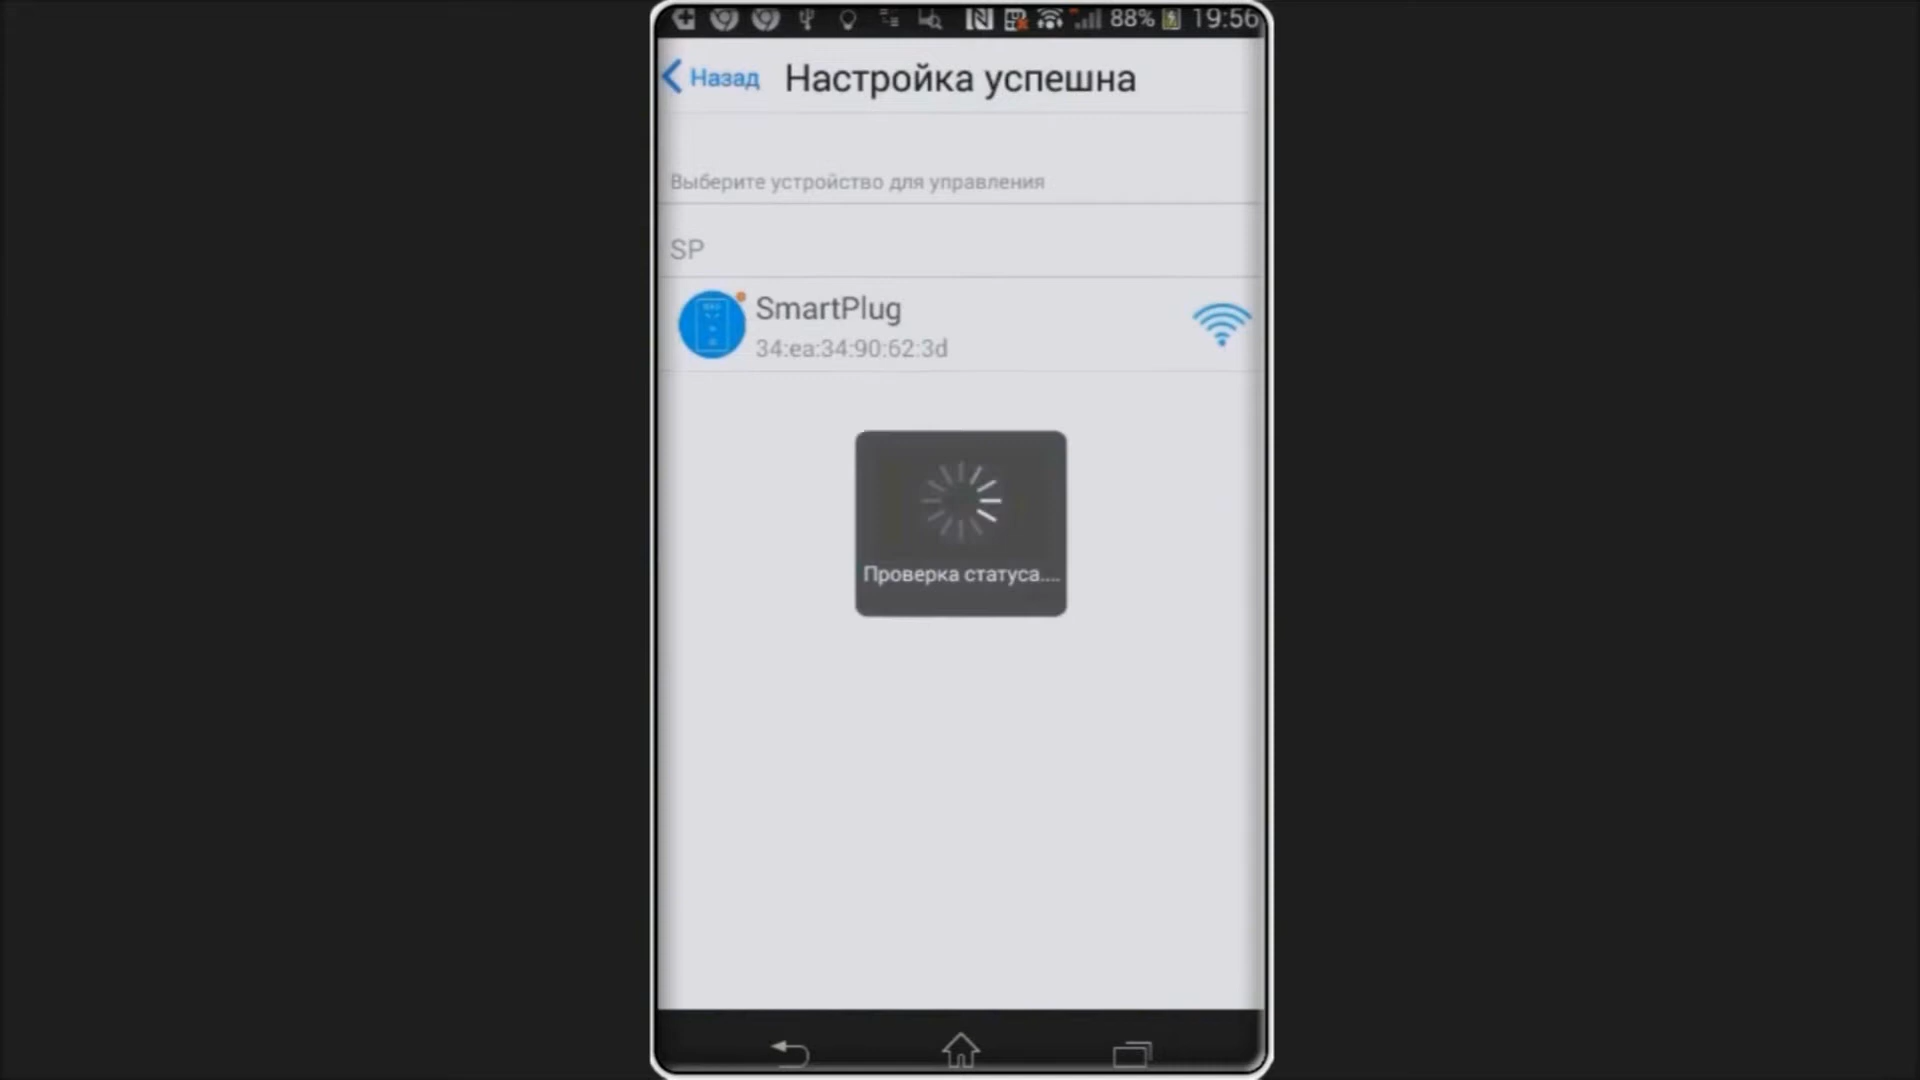 88% 19:56
Назад Настройка успешна
Выберите устройство для управления
SP
SmartPlug
34:ea:34:90:62:3d
Проверка статуса....